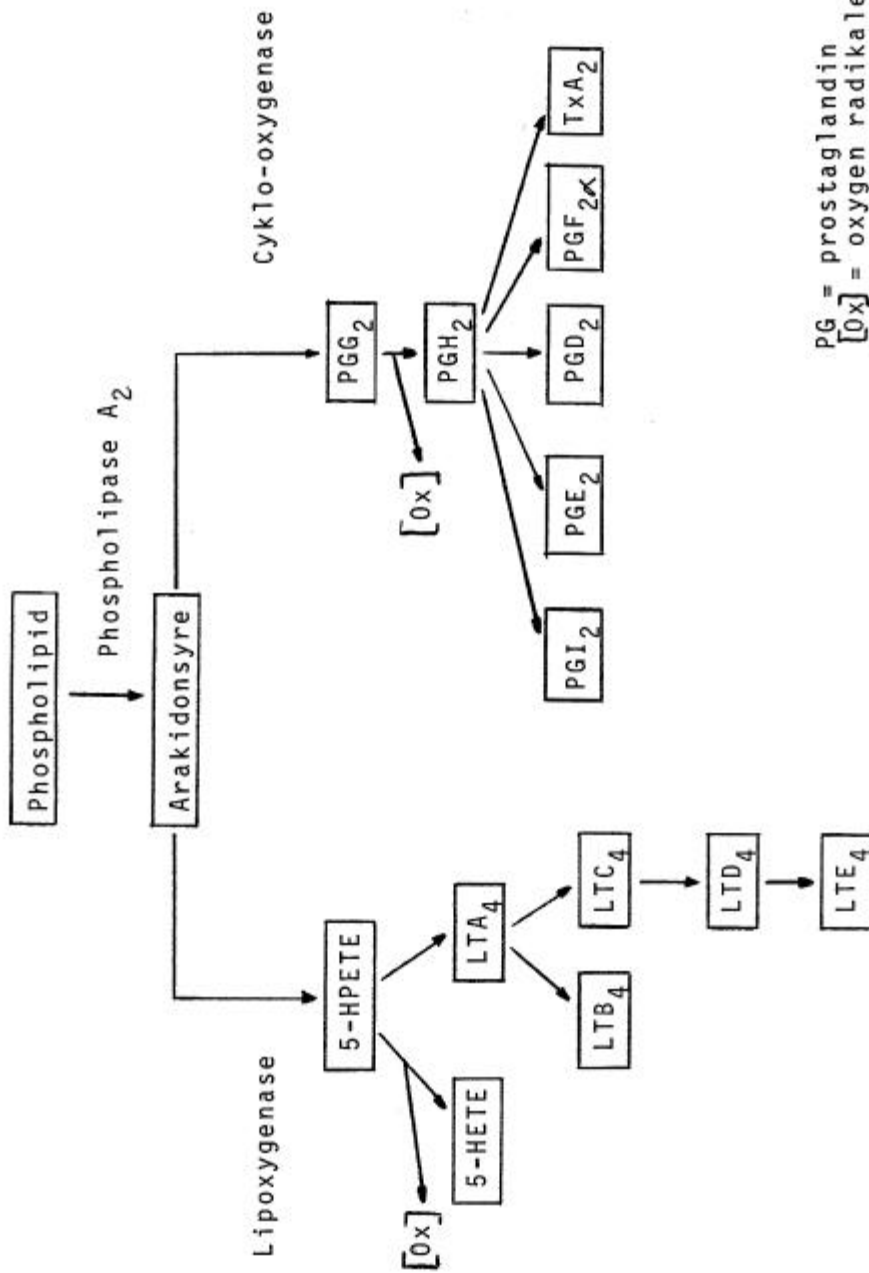 Phospholipid
Phospholipase A₂
Arakidonsyre
Lipoxygenase
Cyklo-oxygenase
5-HPETE
PGG₂
[Ox]
[Ox]
5-HETE
LTA₄
PGH₂
LTB₄
LTC₄
PGI₂
PGE₂
PGD₂
PGF₂α
TxA₂
LTD₄
LTE₄
PG = prostaglandin
[Ox] = oxygen radikale